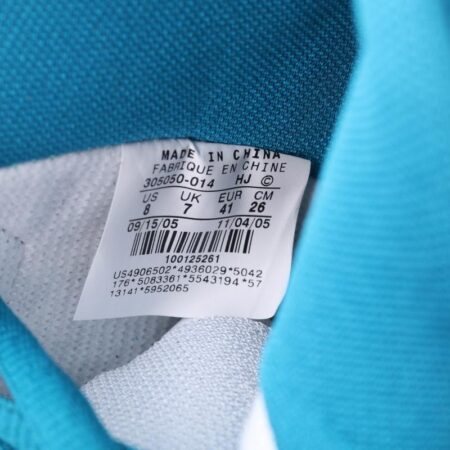 MADE IN CHINA
FABRIQUE EN CHINE
305050-014 HJ ©
US UK EUR CM
8 7 41 26
09/15/05 11/04/05
100125261
US4906502*4936029*5042
176*5083361*5543194*57
13141*5952065